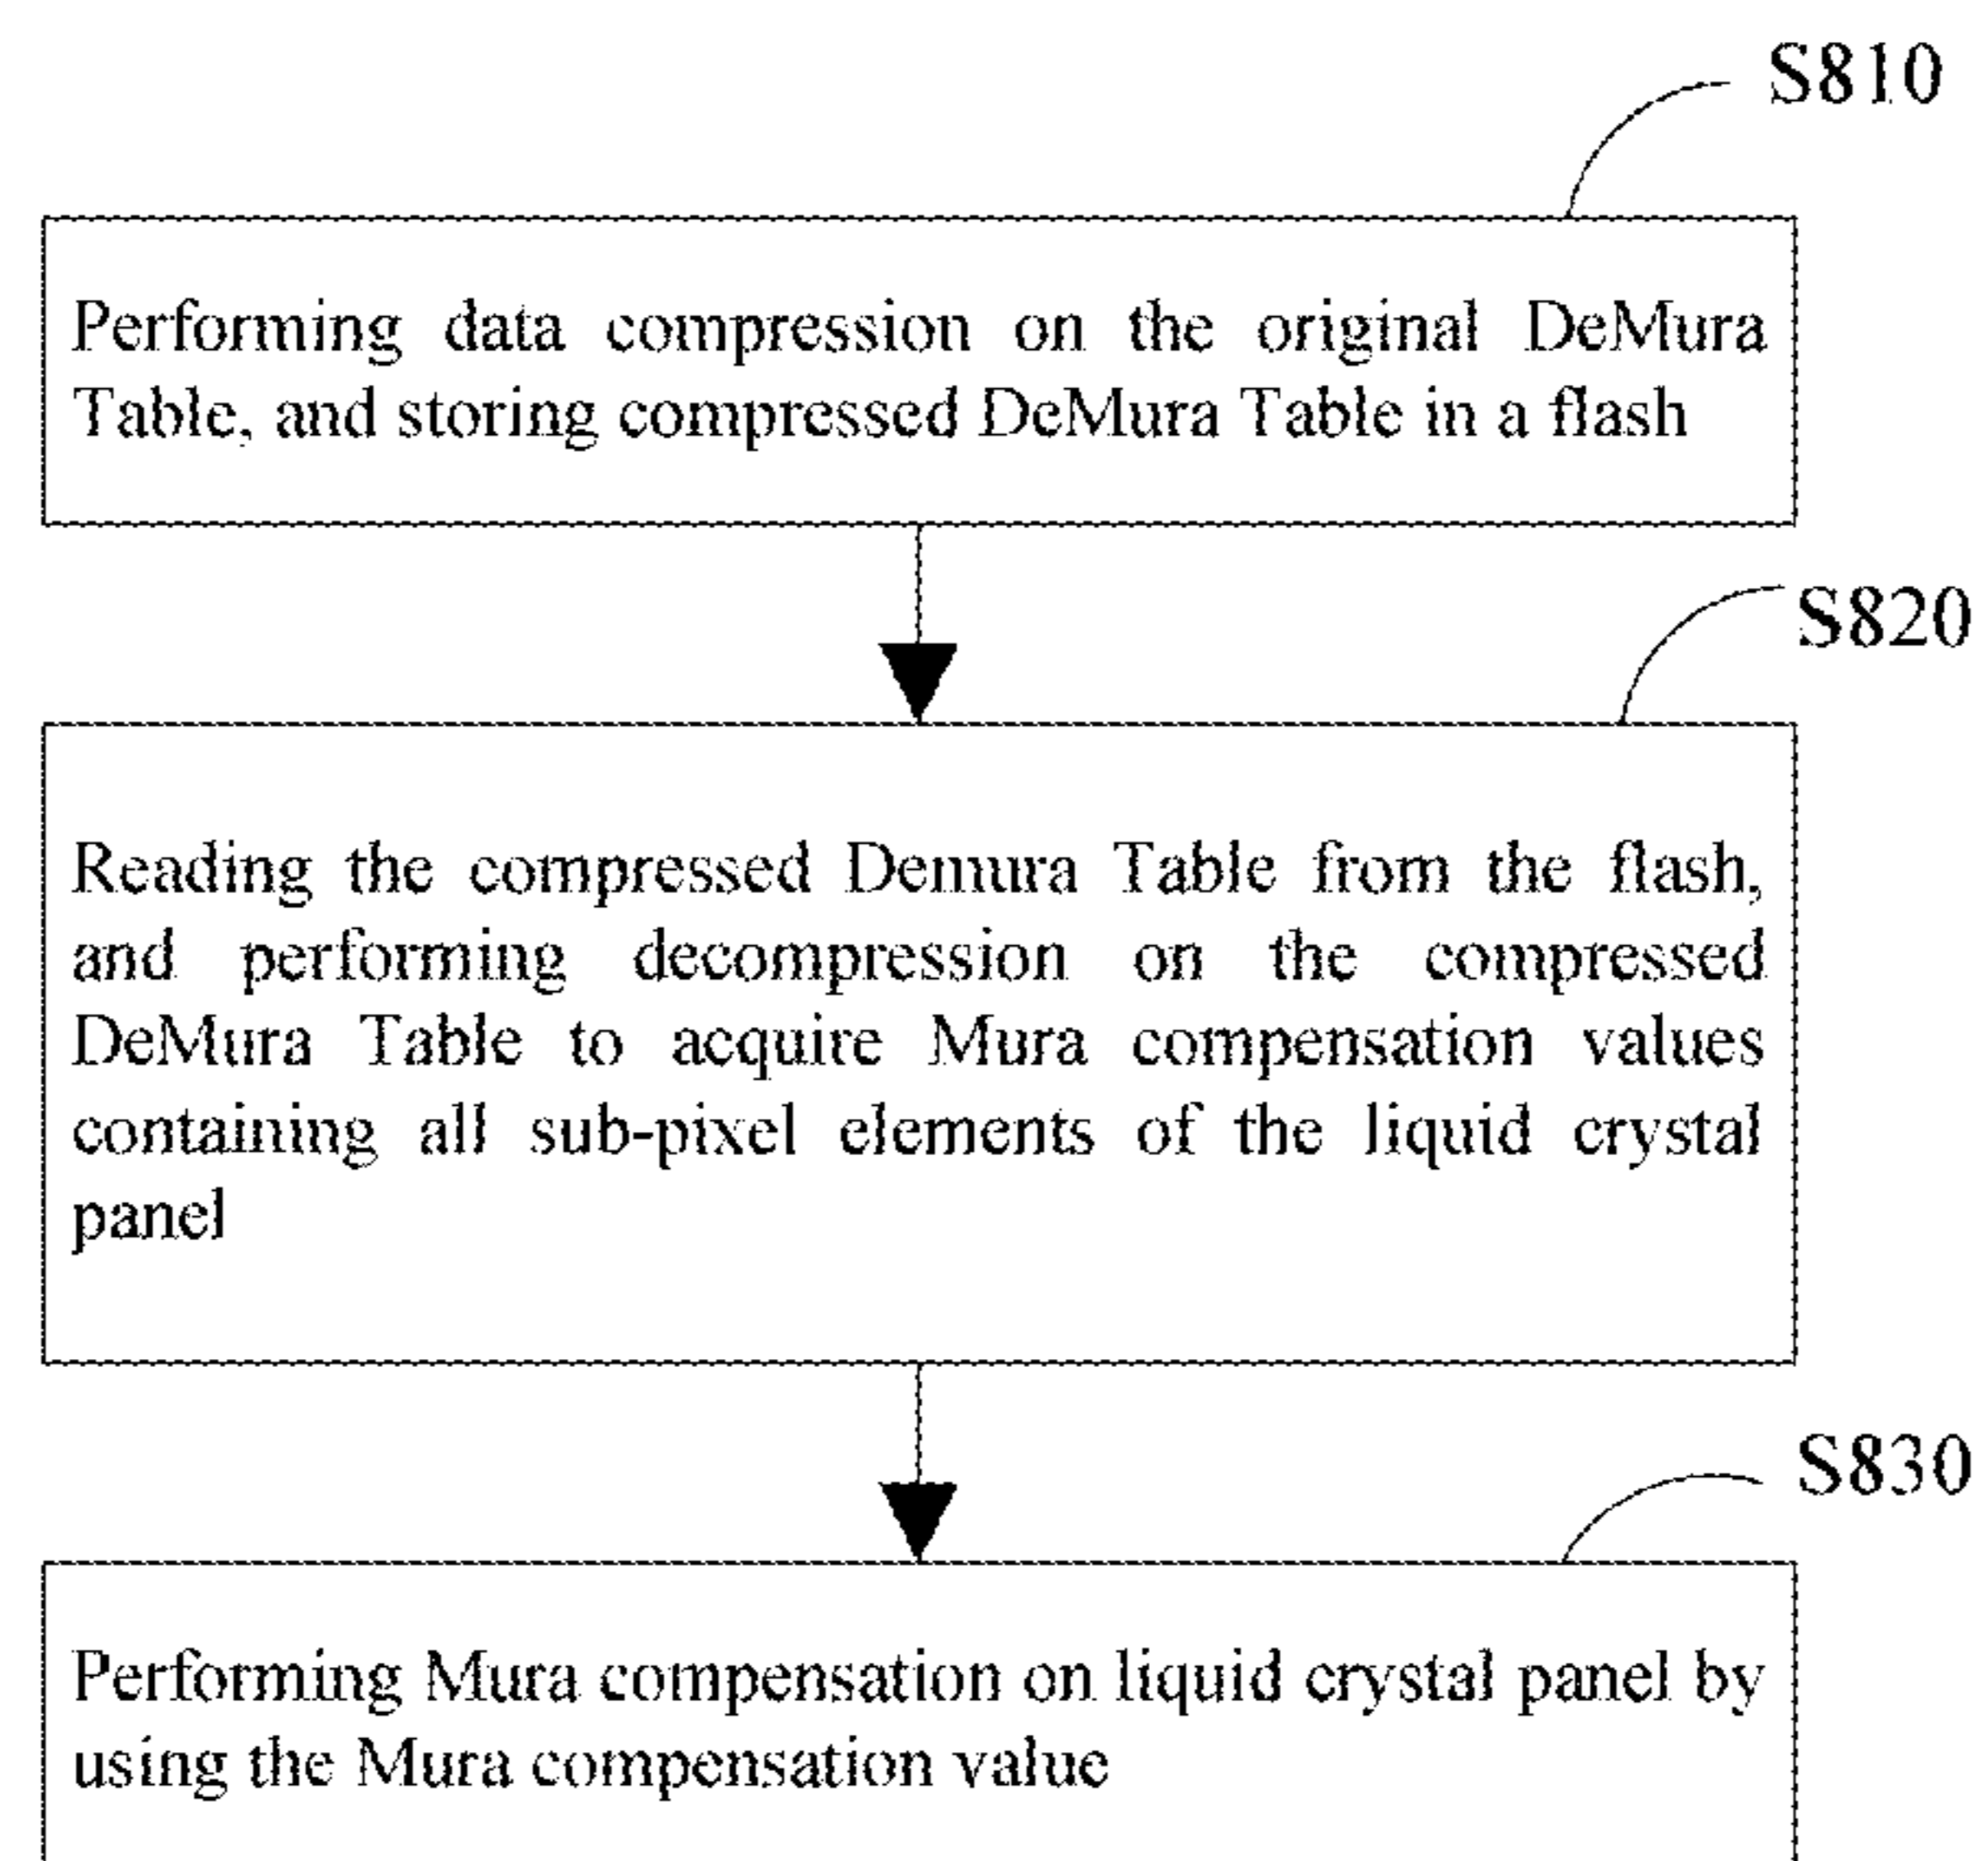 S810
Performing data compression on the original DeMura
Table, and storing compressed DeMura Table in a flash
S820
Reading the compressed Demura Table from the flash,
and performing decompression on the compressed
DeMura Table to acquire Mura compensation values
containing all sub-pixel elements of the liquid crystal
panel
S830
Performing Mura compensation on liquid crystal panel by
using the Mura compensation value